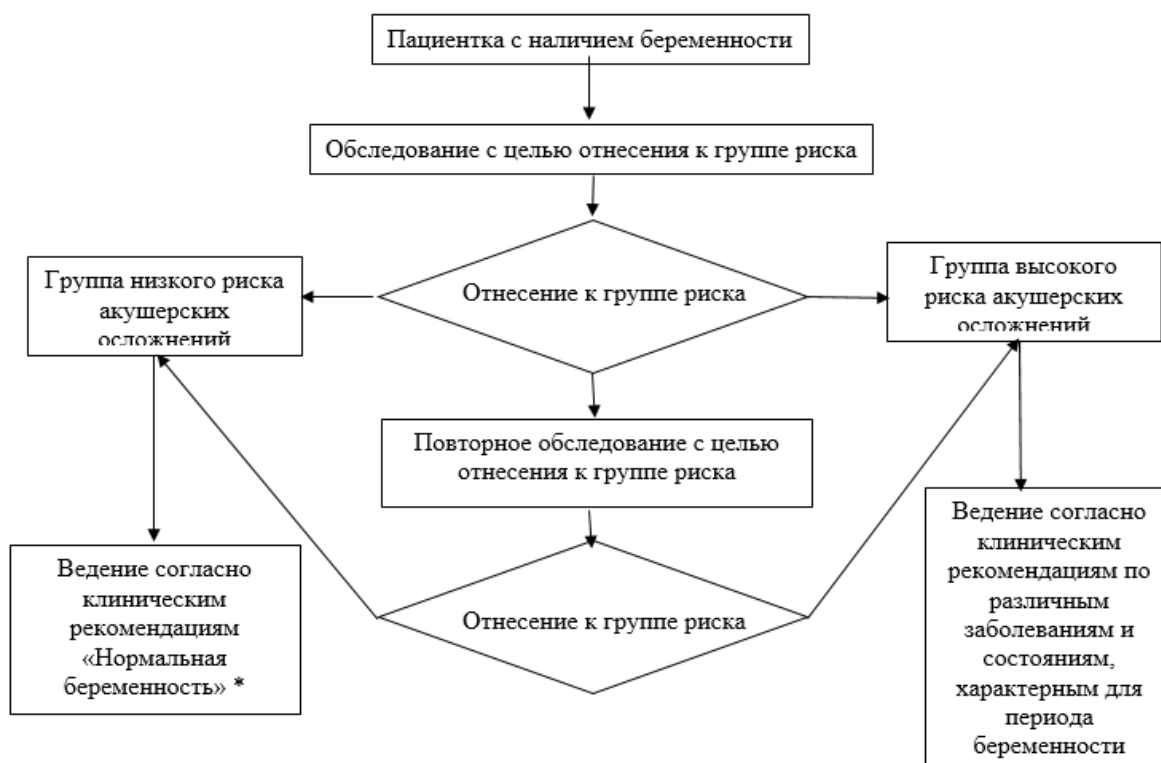 Пациентка с наличием беременности
Обследование с целью отнесения к группе риска
Отнесение к группе риска
Группа низкого риска
акушерских
осложнений
Группа высокого
риска акушерских
осложнений
Повторное обследование с целью
отнесения к группе риска
Отнесение к группе риска
Ведение согласно
клиническим
рекомендациям
«Нормальная
беременность» *
Ведение согласно
клиническим
рекомендациям по
различным
заболеваниям и
состояниям,
характерным для
периода
беременности